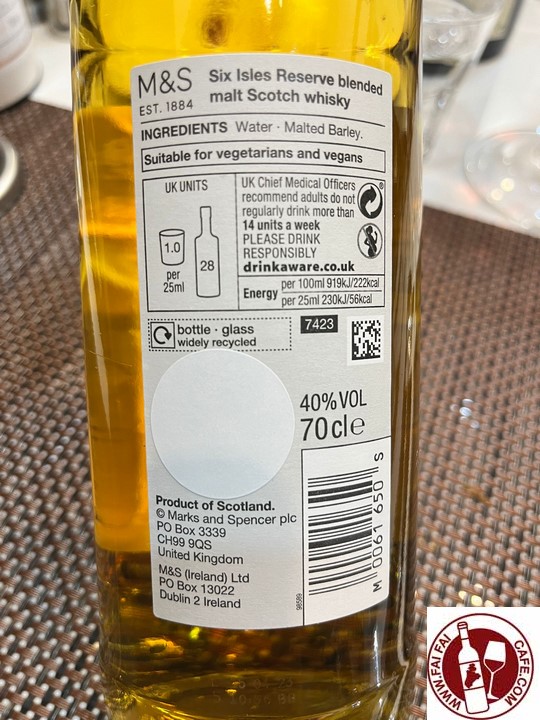 M&S
EST. 1884
Six Isles Reserve blended
malt Scotch whisky
INGREDIENTS Water · Malted Barley.
Suitable for vegetarians and vegans
UK UNITS
1.0
per
25ml
28
UK Chief Medical Officers
recommend adults do not
regularly drink more than
14 units a week
PLEASE DRINK
RESPONSIBLY
drinkaware.co.uk
Energy
per 100ml 919kJ/222kcal
per 25ml 230kJ/56kcal
bottle · glass
widely recycled
7423
40%VOL
70cl e
Product of Scotland.
© Marks and Spencer plc
PO Box 3339
CH99 9QS
United Kingdom
M&S (Ireland) Ltd
PO Box 13022
Dublin 2 Ireland
M 0061 650 S
WWW.FAIFAICAFE.COM